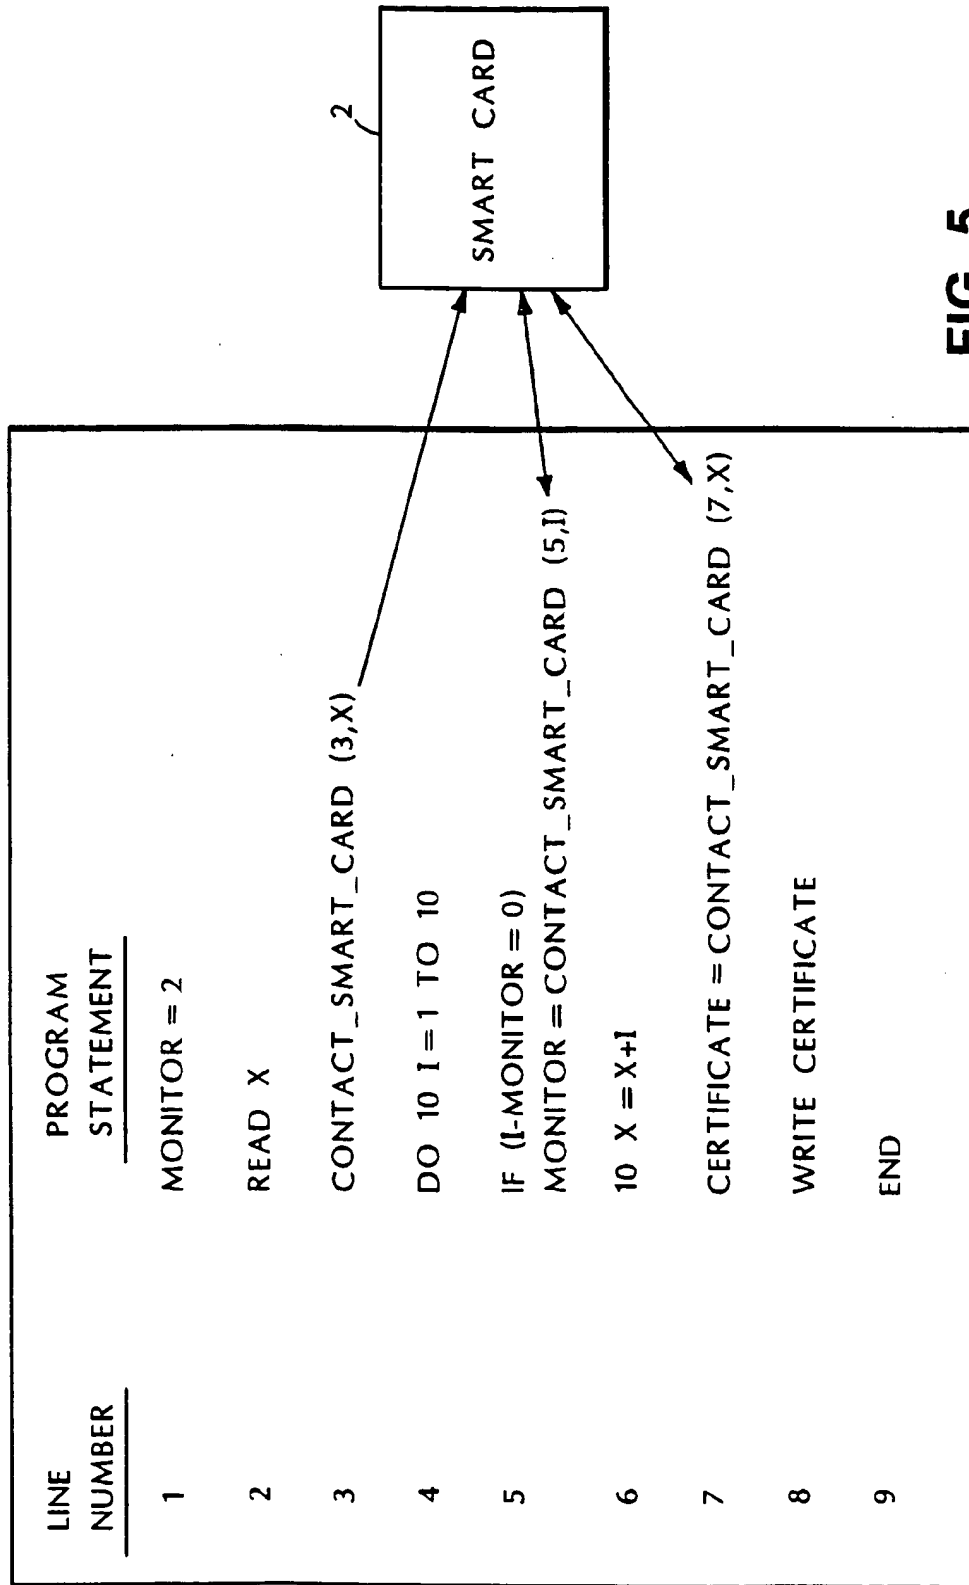 LINE NUMBER PROGRAM STATEMENT
1 MONITOR = 2
2 READ X
3 CONTACT_SMART_CARD (3,X)
4 DO 10 I = 1 TO 10
5 IF (I-MONITOR = 0)
MONITOR = CONTACT_SMART_CARD (5,I)
6 10 X = X+I
7 CERTIFICATE = CONTACT_SMART_CARD (7,X)
8 WRITE CERTIFICATE
9 END
2
SMART CARD
FIG. 5